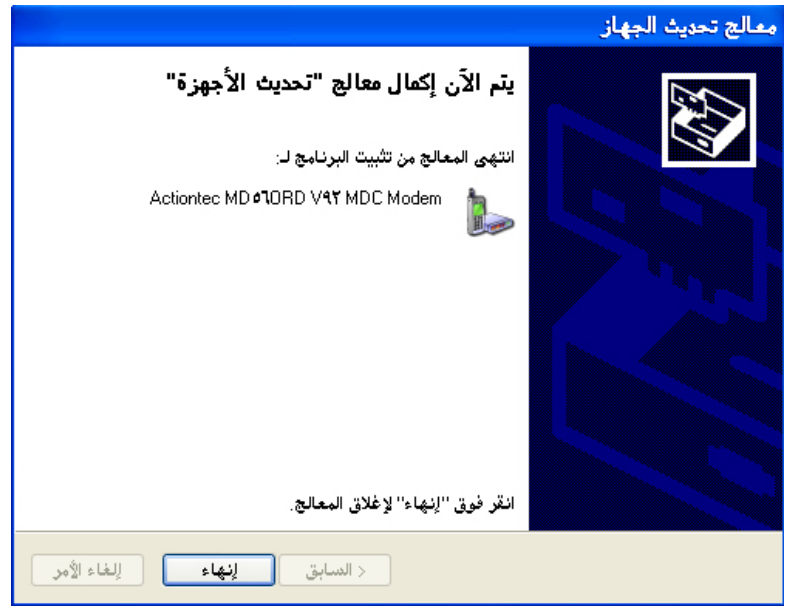 معالج تحديث الجهاز
يتم الآن إكمال معالج "تحديث الأجهزة"
انتهى المعالج من تثبيت البرنامج لـ:
Actiontec MD٥٦ORD V٩٢ MDC Modem
انقر فوق "إنهاء" لإغلاق المعالج.
< السابق
إنهاء
إلغاء الأمر